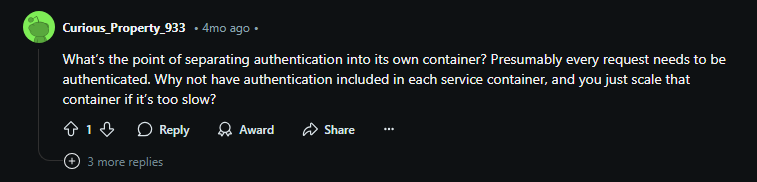 Curious_Property_933 • 4mo ago •
What's the point of separating authentication into its own container? Presumably every request needs to be
authenticated. Why not have authentication included in each service container, and you just scale that
container if it's too slow?
1 Reply Award Share ...
3 more replies